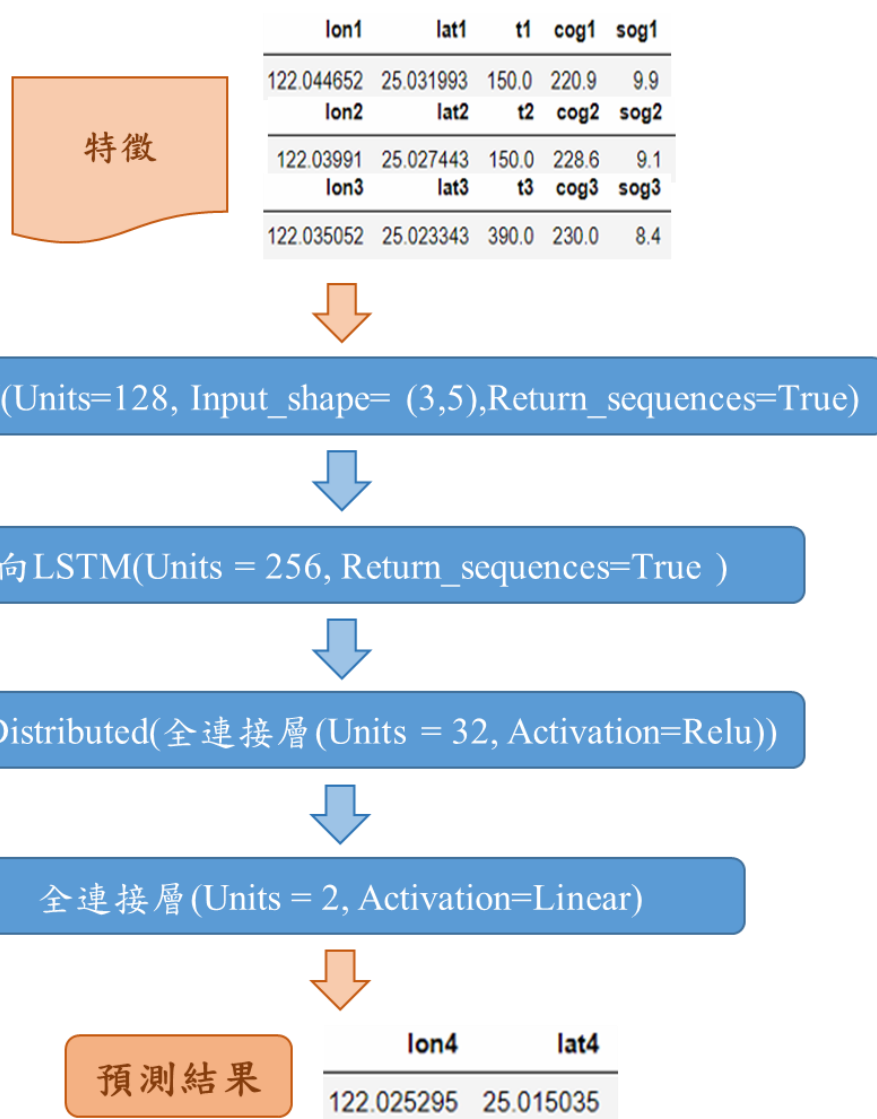 lon1 lat1 t1 cog1 sog1
122.044652 25.031993 150.0 220.9 9.9
lon2 lat2 t2 cog2 sog2
122.03991 25.027443 150.0 228.6 9.1
lon3 lat3 t3 cog3 sog3
122.035052 25.023343 390.0 230.0 8.4
特徵
(Units=128, Input_shape= (3,5),Return_sequences=True)
向LSTM(Units = 256, Return_sequences=True )
Distributed(全連接層(Units = 32, Activation=Relu))
全連接層(Units = 2, Activation=Linear)
預測結果
lon4 lat4
122.025295 25.015035